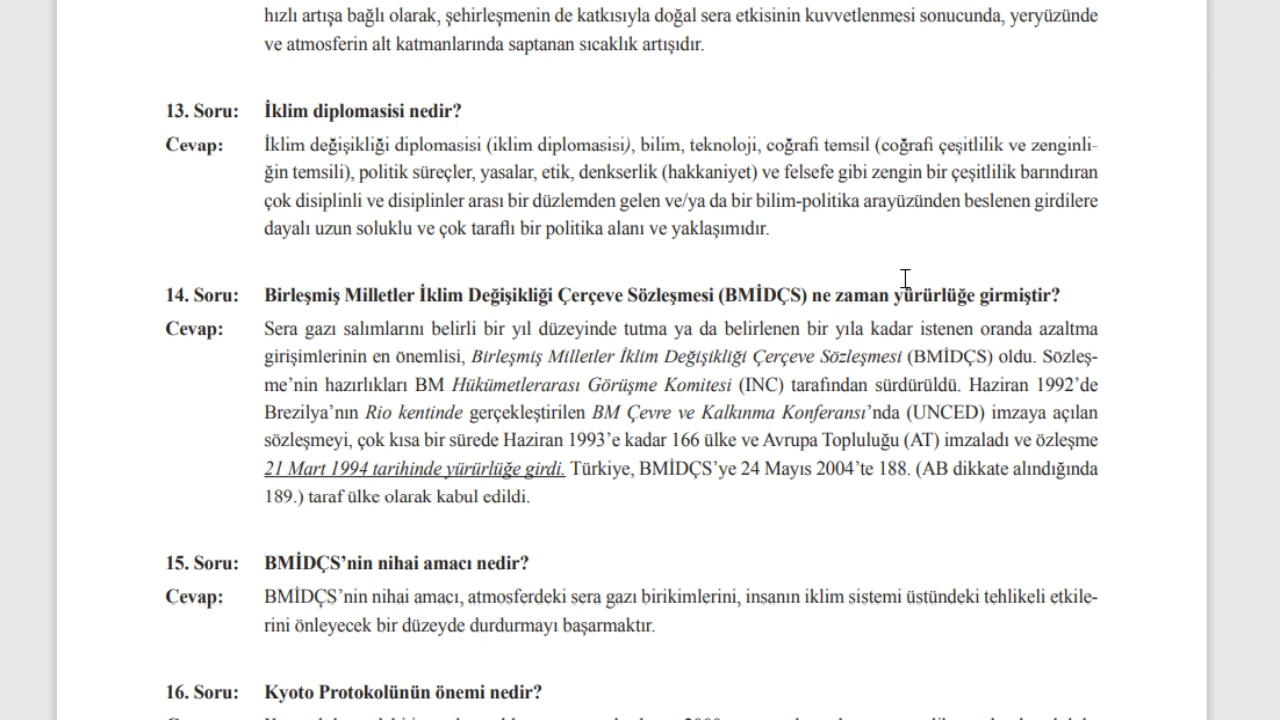 hızlı artışa bağlı olarak, şehirleşmenin de katkısıyla doğal sera etkisinin kuvvetlenmesi sonucunda, yeryüzünde
ve atmosferin alt katmanlarında saptanan sıcaklık artışıdır.
13. Soru: İklim diplomasisi nedir?
Cevap: İklim değişikliği diplomasisi (iklim diplomasisi), bilim, teknoloji, coğrafi temsil (coğrafi çeşitlilik ve zenginli-
ğin temsili), politik süreçler, yasalar, etik, denkserlik (hakkaniyet) ve felsefe gibi zengin bir çeşitlilik barındıran
çok disiplinli ve disiplinler arası bir düzlemden gelen ve/ya da bir bilim-politika arayüzünden beslenen girdilere
dayalı uzun soluklu ve çok taraflı bir politika alanı ve yaklaşımıdır.
14. Soru: Birleşmiş Milletler İklim Değişikliği Çerçeve Sözleşmesi (BMİDÇS) ne zaman yürürlüğe girmiştir?
Cevap: Sera gazı salımlarını belirli bir yıl düzeyinde tutma ya da belirlenen bir yıla kadar istenen oranda azaltma
girişimlerinin en önemlisi, Birleşmiş Milletler İklim Değişikliği Çerçeve Sözleşmesi (BMİDÇS) oldu. Sözleş-
me’nin hazırlıkları BM Hükümetlerarası Görüşme Komitesi (INC) tarafından sürdürüldü. Haziran 1992’de
Brezilya’nın Rio kentinde gerçekleştirilen BM Çevre ve Kalkınma Konferansı’nda (UNCED) imzaya açılan
sözleşmeyi, çok kısa bir sürede Haziran 1993’e kadar 166 ülke ve Avrupa Topluluğu (AT) imzaladı ve özleşme
21 Mart 1994 tarihinde yürürlüğe girdi. Türkiye, BMİDÇS’ye 24 Mayıs 2004’te 188. (AB dikkate alındığında
189.) taraf ülke olarak kabul edildi.
15. Soru: BMİDÇS’nin nihai amacı nedir?
Cevap: BMİDÇS’nin nihai amacı, atmosferdeki sera gazı birikimlerini, insanın iklim sistemi üstündeki tehlikeli etkile-
rini önleyecek bir düzeyde durdurmayı başarmaktır.
16. Soru: Kyoto Protokolünün önemi nedir?